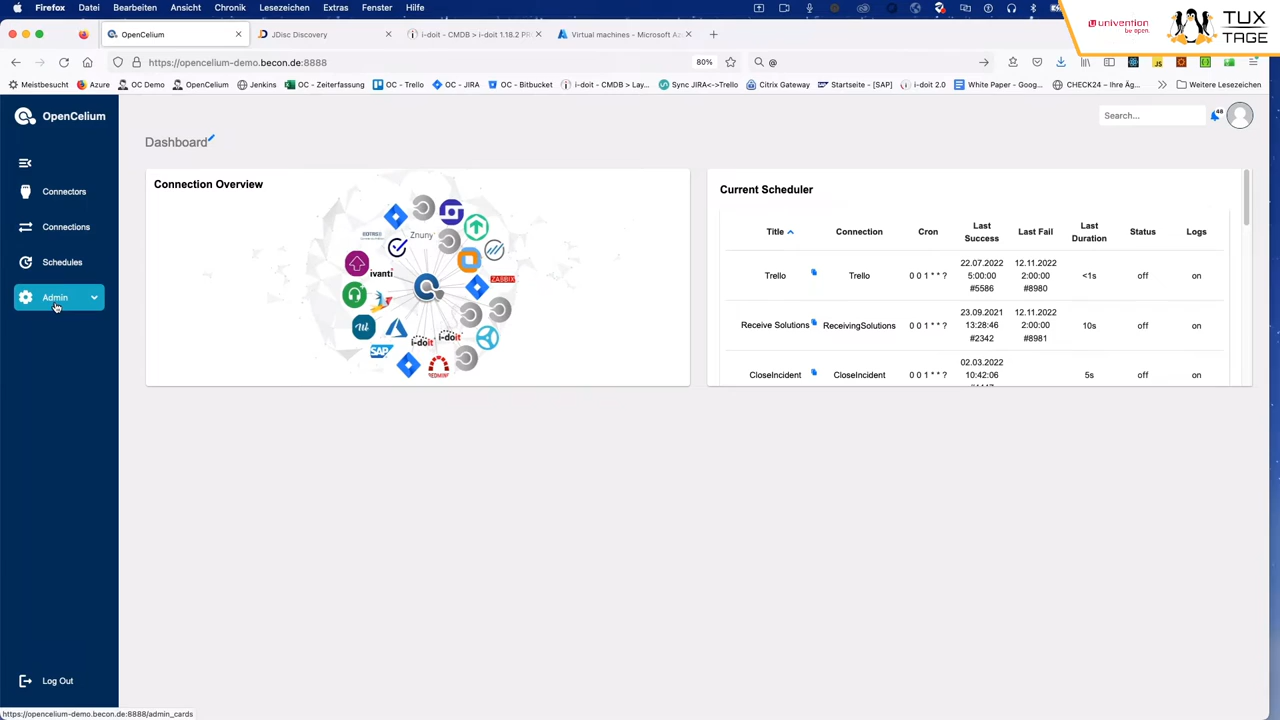 Firefox Datei Bearbeiten Ansicht Chronik Lesezeichen Extras Fenster Hilfe
univention
be open.
TUX
TAGE
OpenCelium
JDisc Discovery
i-doit - CMDB > i-doit 1.18.2 PR
Virtual machines - Microsoft Az
https://opencelium-demo.becon.de:8888
80%
@
Meistbesucht
Azure
OC Demo
OpenCelium
Jenkins
OC - Zeiterfassung
OC - Trello
OC - JIRA
OC - Bitbucket
i-doit - CMDB > Lay...
Sync JIRA<->Trello
Citrix Gateway
Startseite - [SAP]
i-doit 2.0
White Paper - Goog...
CHECK24 – Ihre Äg...
Weitere Lesezeichen
OpenCelium
Search...
48
Dashboard
Connectors
Connections
Schedules
Admin
Connection Overview
Znuny
ivanti
ZABBIX
SAP
i-doit
i-doit
REDMINE
Current Scheduler
Title Connection Cron Last Success Last Fail Last Duration Status Logs
Trello Trello 0 0 1 * * ? 22.07.2022 5:00:00 #5586 12.11.2022 2:00:00 #8980 <1s off on
Receive Solutions ReceivingSolutions 0 0 1 * * ? 23.09.2021 13:28:46 #2342 12.11.2022 2:00:00 #8981 10s off on
CloseIncident CloseIncident 0 0 1 * * ? 02.03.2022 10:42:06 5s off on
Log Out
https://opencelium-demo.becon.de:8888/admin_cards